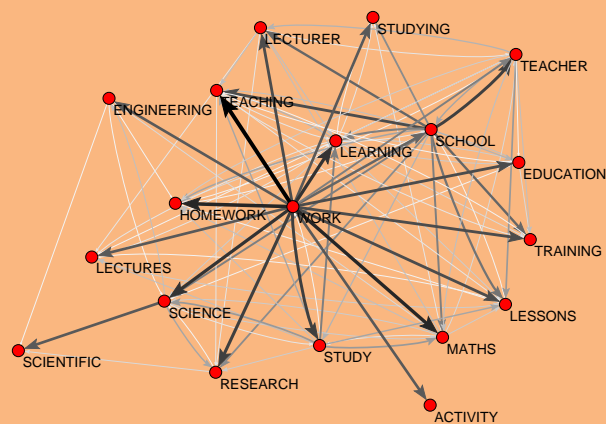 STUDYING
LECTURER
TEACHER
TEACHING
ENGINEERING
SCHOOL
LEARNING
EDUCATION
HOMEWORK
WORK
TRAINING
LECTURES
SCIENCE
LESSONS
STUDY
MATHS
SCIENTIFIC
RESEARCH
ACTIVITY